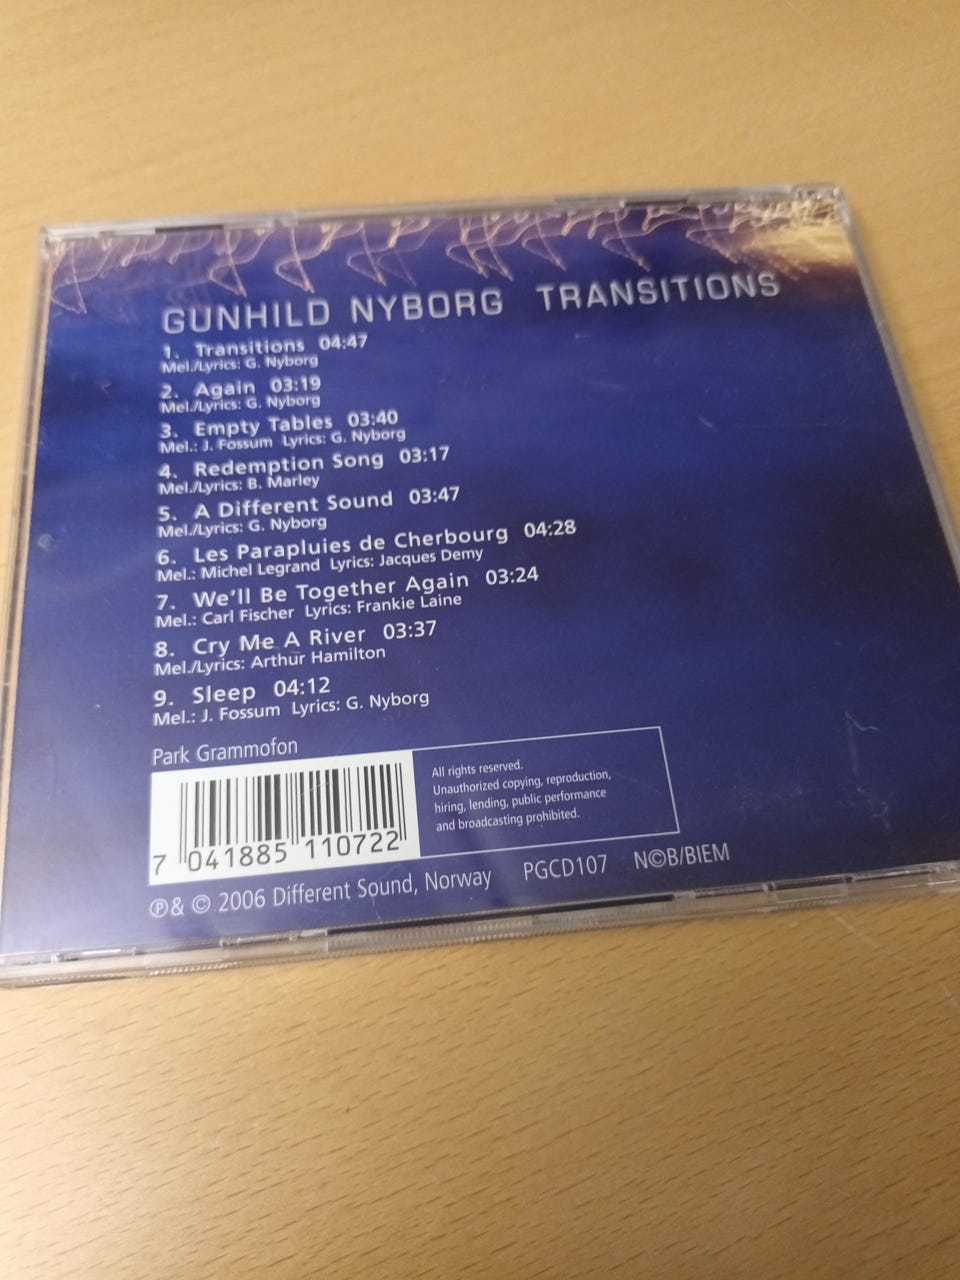 GUNHILD NYBORG TRANSITIONS
1. Transitions 04:47
Mel./Lyrics: G. Nyborg
2. Again 03:19
Mel./Lyrics: G. Nyborg
3. Empty Tables 03:40
Mel.: J. Fossum Lyrics: G. Nyborg
4. Redemption Song 03:17
Mel./Lyrics: B. Marley
5. A Different Sound 03:47
Mel./Lyrics: G. Nyborg
6. Les Parapluies de Cherbourg 04:28
Mel.: Michel Legrand Lyrics: Jacques Demy
7. We'll Be Together Again 03:24
Mel.: Carl Fischer Lyrics: Frankie Laine
8. Cry Me A River 03:37
Mel./Lyrics: Arthur Hamilton
9. Sleep 04:12
Mel.: J. Fossum Lyrics: G. Nyborg
Park Grammofon
All rights reserved.
Unauthorized copying, reproduction,
hiring, lending, public performance
and broadcasting prohibited.
7 041885 110722
℗& © 2006 Different Sound, Norway PGCD107 N©B/BIEM